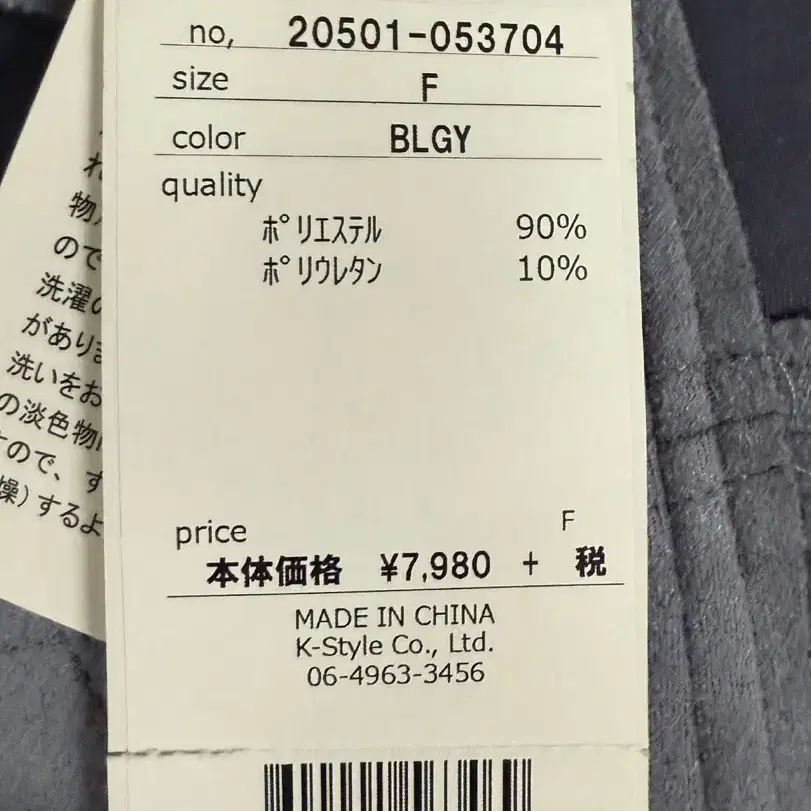 no, 20501-053704
size F
color BLGY
quality
ﾎﾟﾘｴｽﾃﾙ 90%
ﾎﾟﾘｳﾚﾀﾝ 10%
price F
本体価格 ¥7,980 + 税
MADE IN CHINA
K-Style Co., Ltd.
06-4963-3456
れ
物
ので
洗濯の
がありま
洗いをお
の淡色物
ので、す
燥)するよ